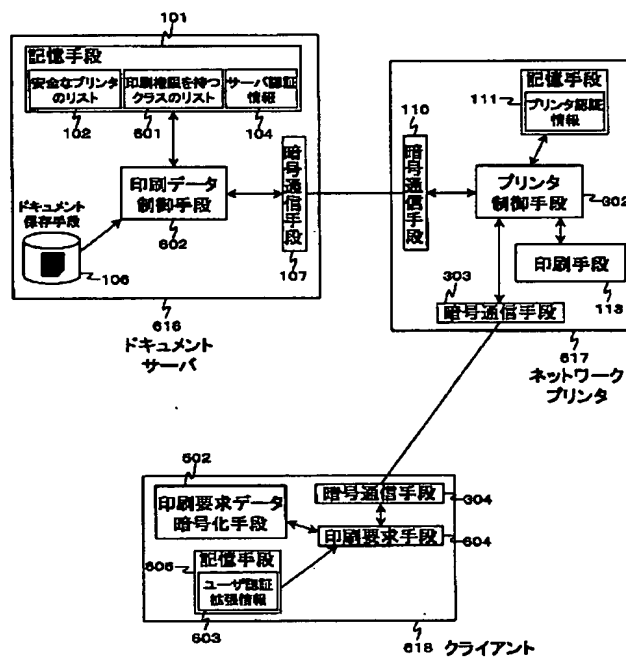 101
記憶手段
安全なプリンタ
のリスト
印刷権限を持つ
クラスのリスト
サーバ認証
情報
102
601
104
印刷データ
制御手段
602
ドキュメント
保存手段
106
暗号通信手段
107
616
ドキュメント
サーバ
110
暗号通信手段
記憶手段
111
プリンタ認証
情報
プリンタ
制御手段
302
印刷手段
113
303
暗号通信手段
617
ネットワーク
プリンタ
502
印刷要求データ
暗号化手段
暗号通信手段
304
印刷要求手段
604
記憶手段
605
ユーザ認証
拡張情報
603
618
クライアント